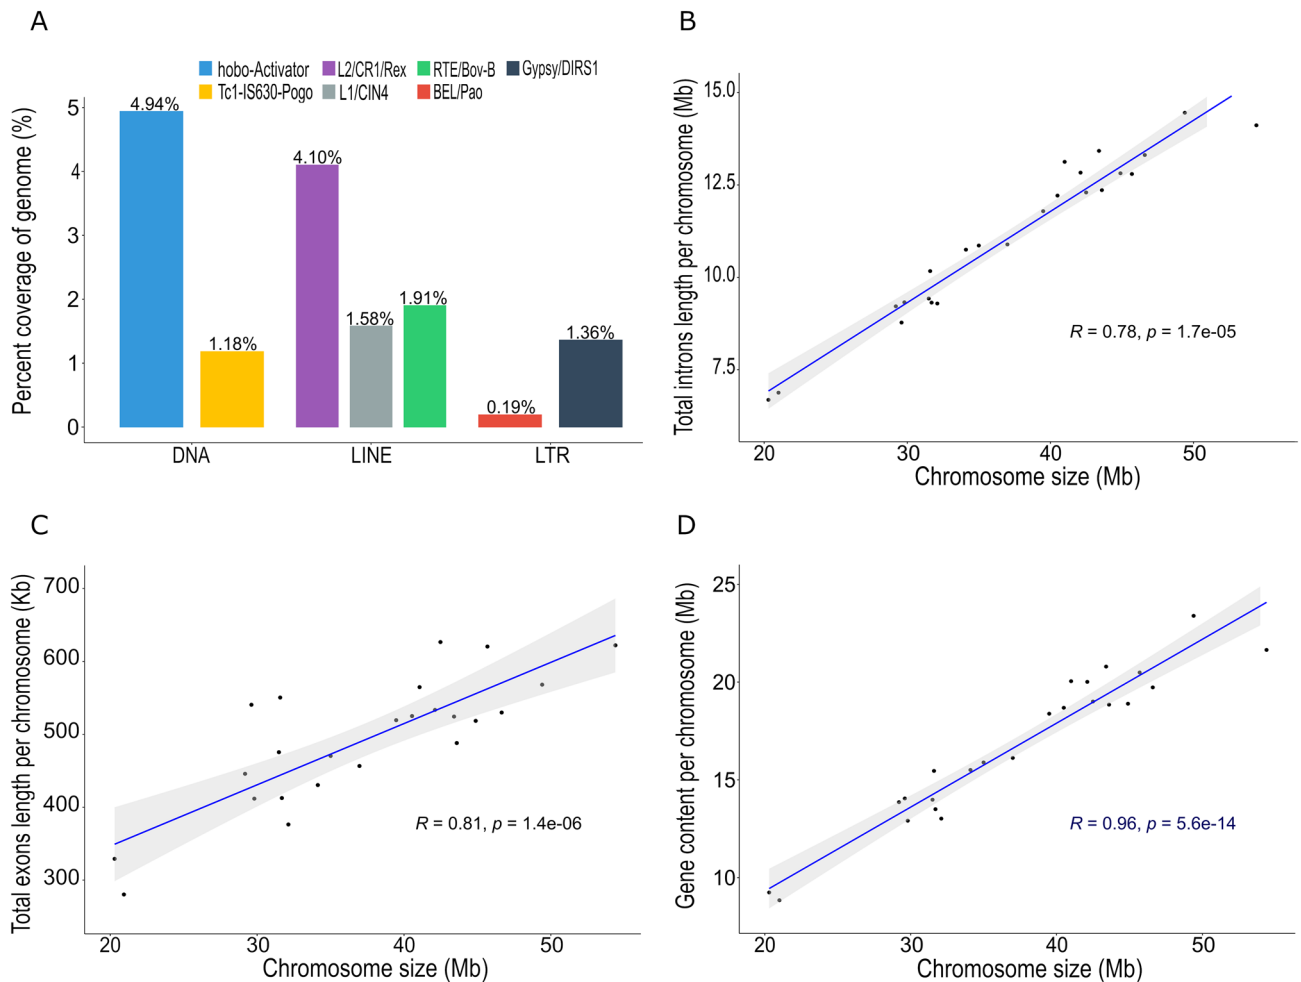 A
hobo-Activator L2/CR1/Rex RTE/Bov-B Gypsy/DIRS1
Tc1-IS630-Pogo L1/CIN4 BEL/Pao
Percent coverage of genome (%)
5
4
3
2
1
0
4.94%
1.18%
4.10%
1.58%
1.91%
0.19%
1.36%
DNA LINE LTR
B
Total introns length per chromosome (Mb)
15.0
12.5
10.0
7.5
R = 0.78, p = 1.7e-05
20 30 40 50
Chromosome size (Mb)
C
Total exons length per chromosome (Kb)
700
600
500
400
300
R = 0.81, p = 1.4e-06
20 30 40 50
Chromosome size (Mb)
D
Gene content per chromosome (Mb)
25
20
15
10
R = 0.96, p = 5.6e-14
20 30 40 50
Chromosome size (Mb)